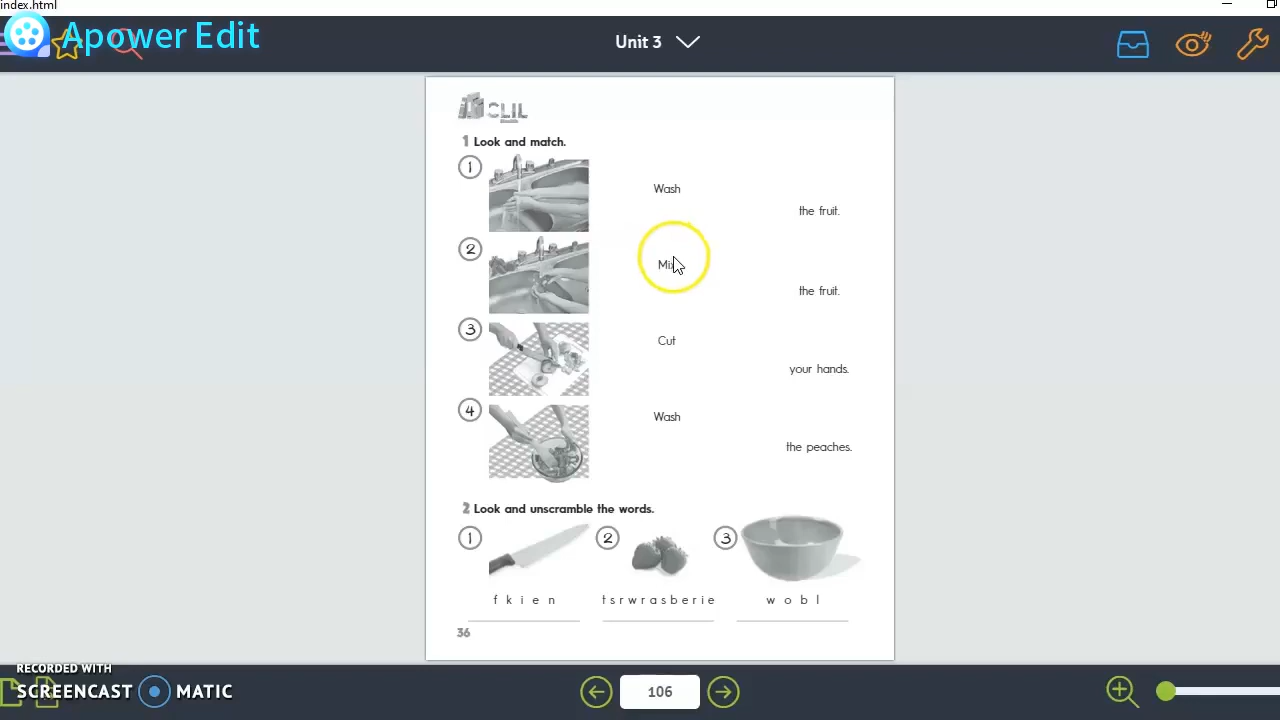 index.html
Apower Edit
Unit 3
CLIL
1 Look and match.
1
Wash
the fruit.
2
Mix
the fruit.
3
Cut
your hands.
4
Wash
the peaches.
2 Look and unscramble the words.
1
2
3
f k i e n
t s r w r a s b e r i e
w o b l
36
RECORDED WITH
SCREENCAST MATIC
106